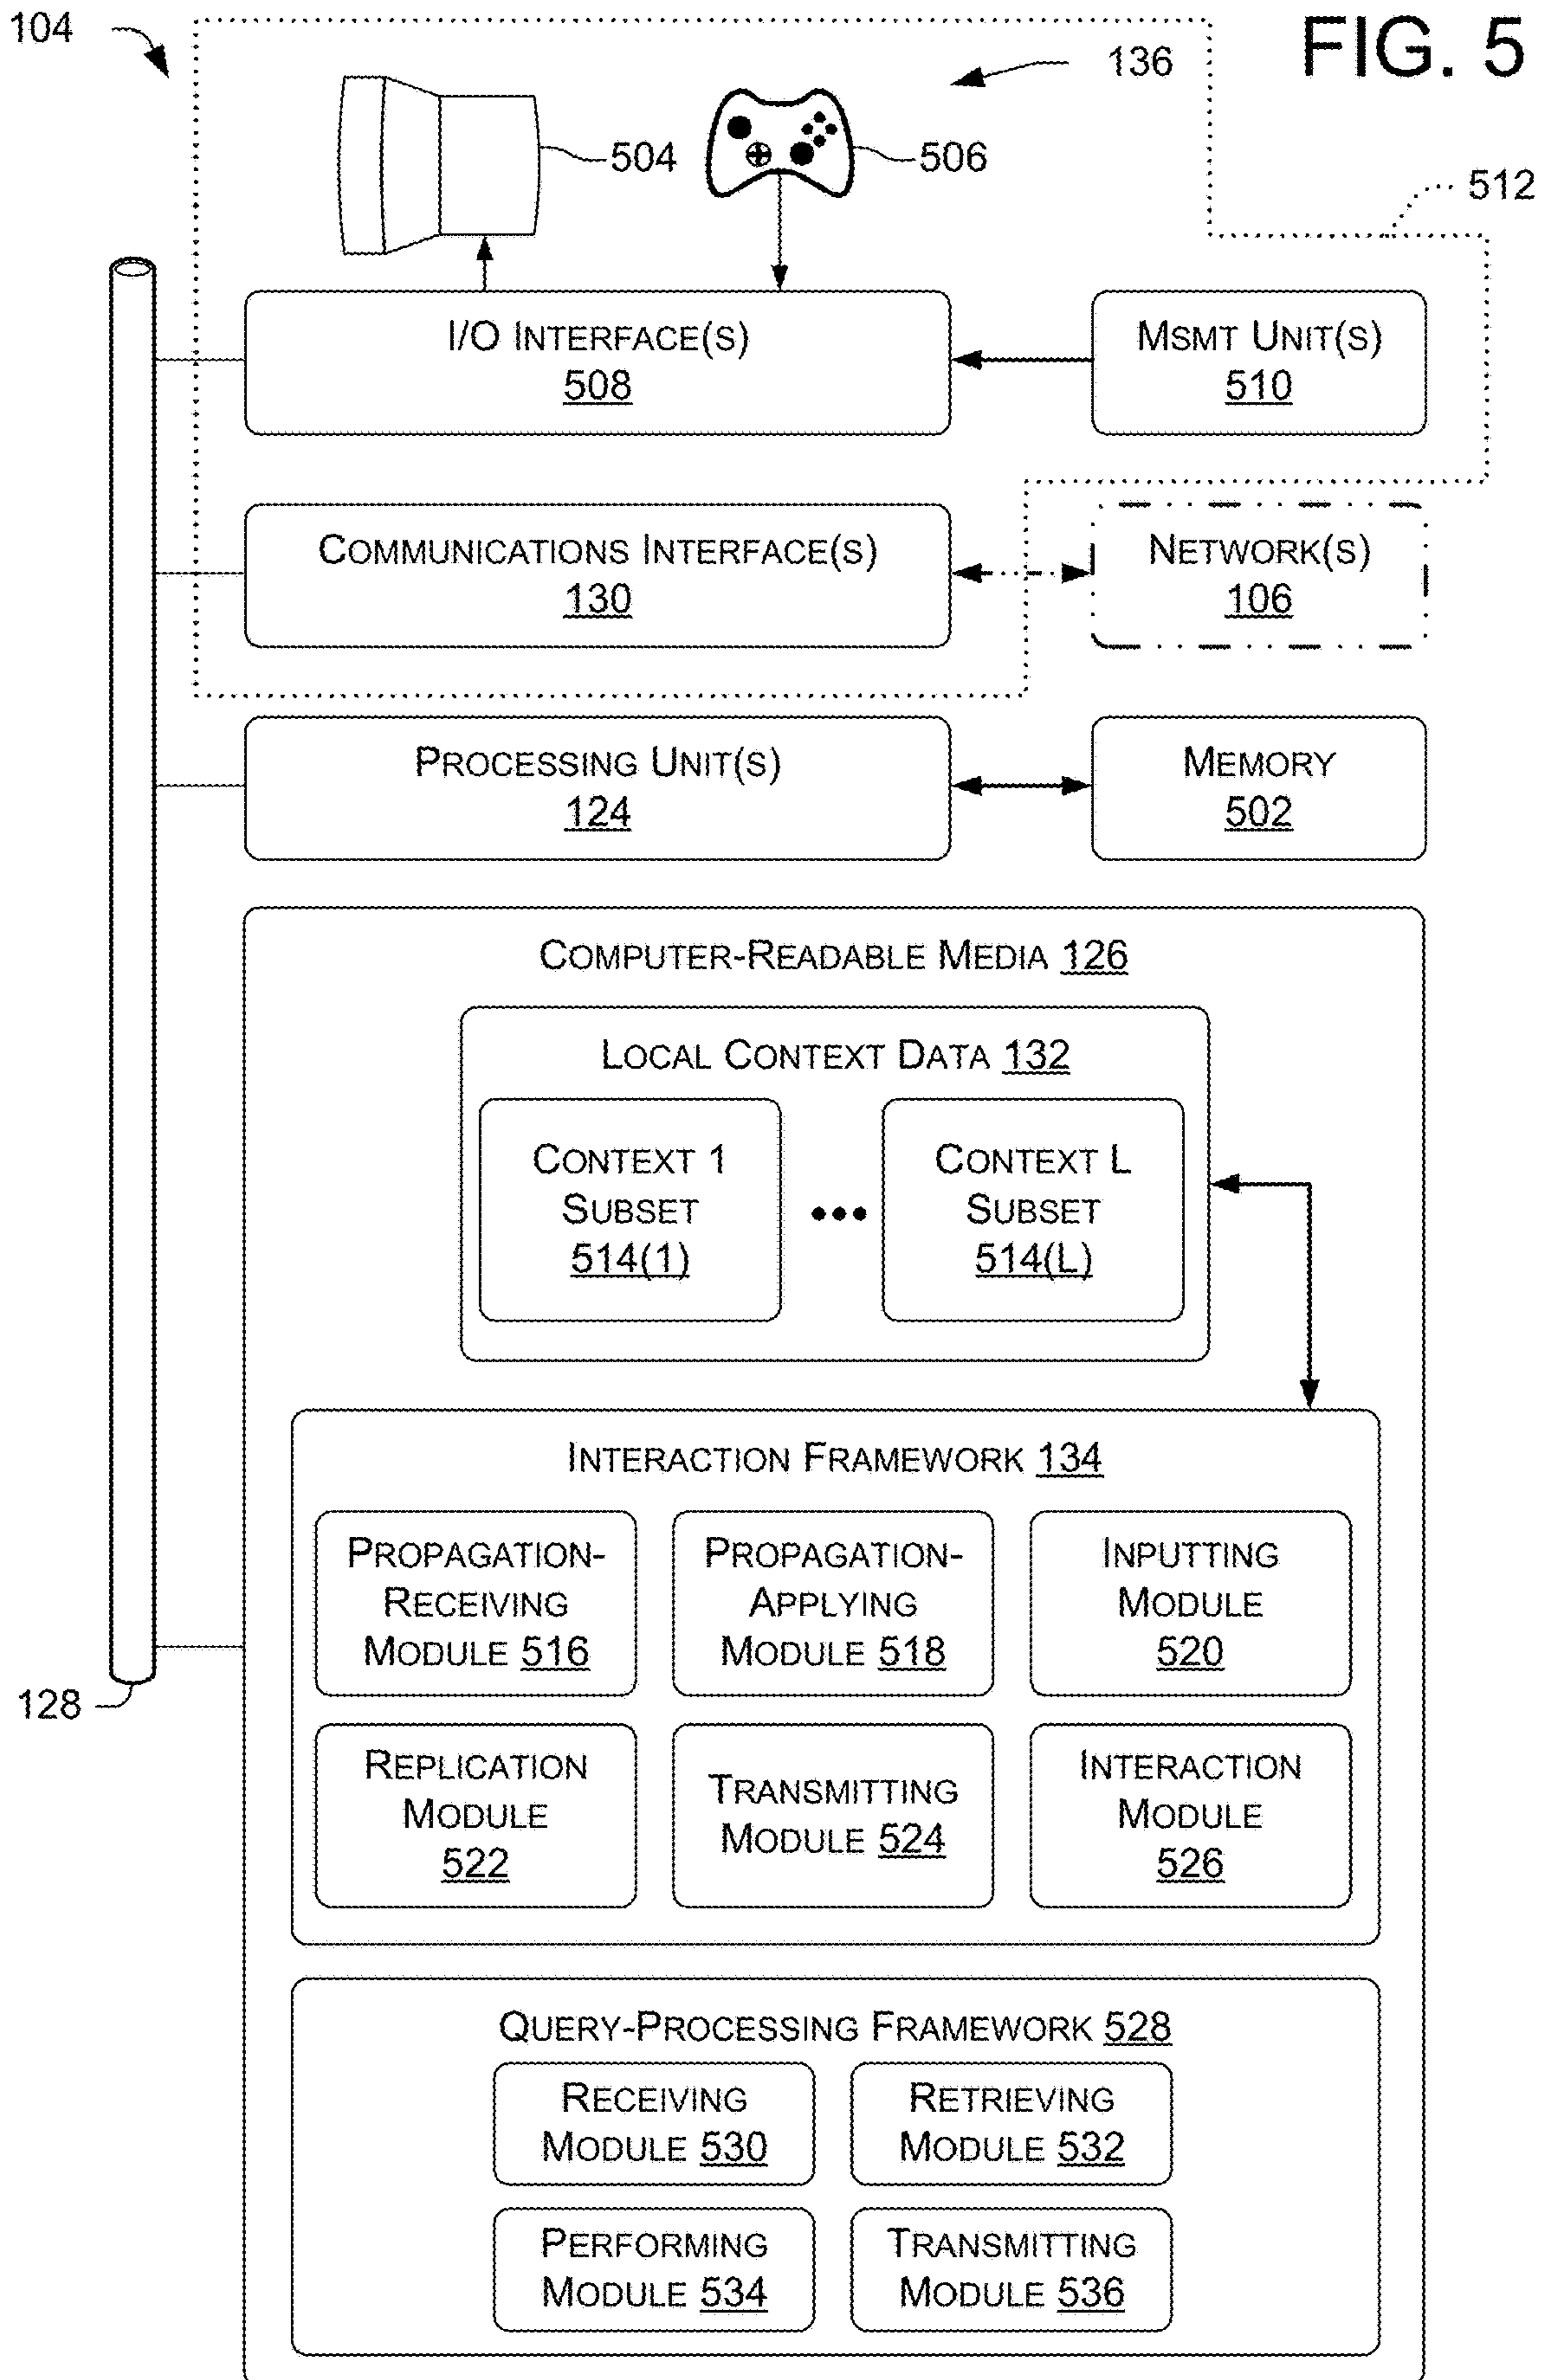 104
FIG. 5
136
504
506
512
I/O INTERFACE(S)
508
MSMT UNIT(S)
510
COMMUNICATIONS INTERFACE(S)
130
NETWORK(S)
106
PROCESSING UNIT(S)
124
MEMORY
502
COMPUTER-READABLE MEDIA 126
LOCAL CONTEXT DATA 132
CONTEXT 1
SUBSET
514(1)
•••
CONTEXT L
SUBSET
514(L)
INTERACTION FRAMEWORK 134
PROPAGATION-
RECEIVING
MODULE 516
PROPAGATION-
APPLYING
MODULE 518
INPUTTING
MODULE
520
128
REPLICATION
MODULE
522
TRANSMITTING
MODULE 524
INTERACTION
MODULE
526
QUERY-PROCESSING FRAMEWORK 528
RECEIVING
MODULE 530
RETRIEVING
MODULE 532
PERFORMING
MODULE 534
TRANSMITTING
MODULE 536